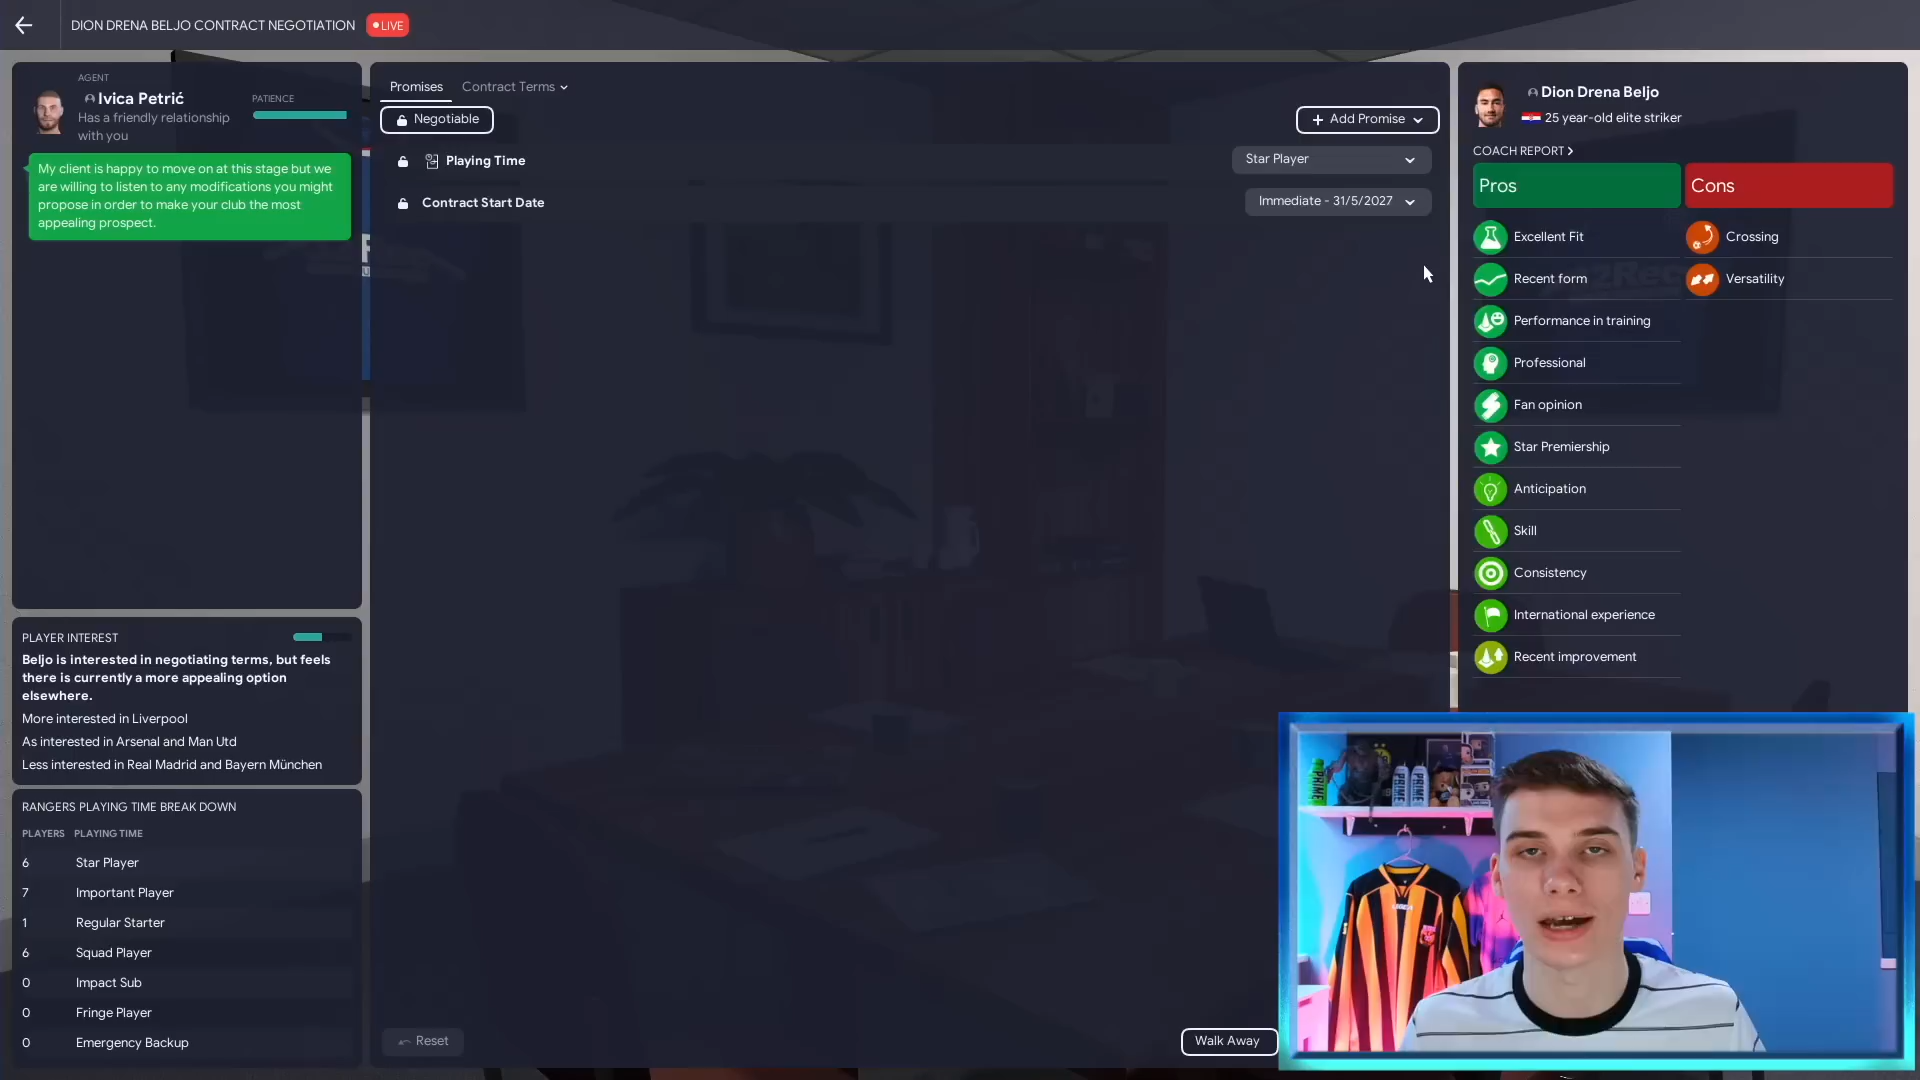 DION DRENA BELJO CONTRACT NEGOTIATION
LIVE
AGENT
Ivica Petrić
Has a friendly relationship
with you
PATIENCE
My client is happy to move on at this stage but we
are willing to listen to any modifications you might
propose in order to make your club the most
appealing prospect.
PLAYER INTEREST
Beljo is interested in negotiating terms, but feels
there is currently a more appealing option
elsewhere.
More interested in Liverpool
As interested in Arsenal and Man Utd
Less interested in Real Madrid and Bayern München
RANGERS PLAYING TIME BREAK DOWN
PLAYERS PLAYING TIME
6 Star Player
7 Important Player
1 Regular Starter
6 Squad Player
0 Impact Sub
0 Fringe Player
0 Emergency Backup
Promises Contract Terms
Negotiable
+ Add Promise
Playing Time
Star Player
Contract Start Date
Immediate - 31/5/2027
Reset
Walk Away
Dion Drena Beljo
25 year-old elite striker
COACH REPORT
Pros
Excellent Fit
Recent form
Performance in training
Professional
Fan opinion
Star Premiership
Anticipation
Skill
Consistency
International experience
Recent improvement
Cons
Crossing
Versatility
PRIME
PRIME
PRIME